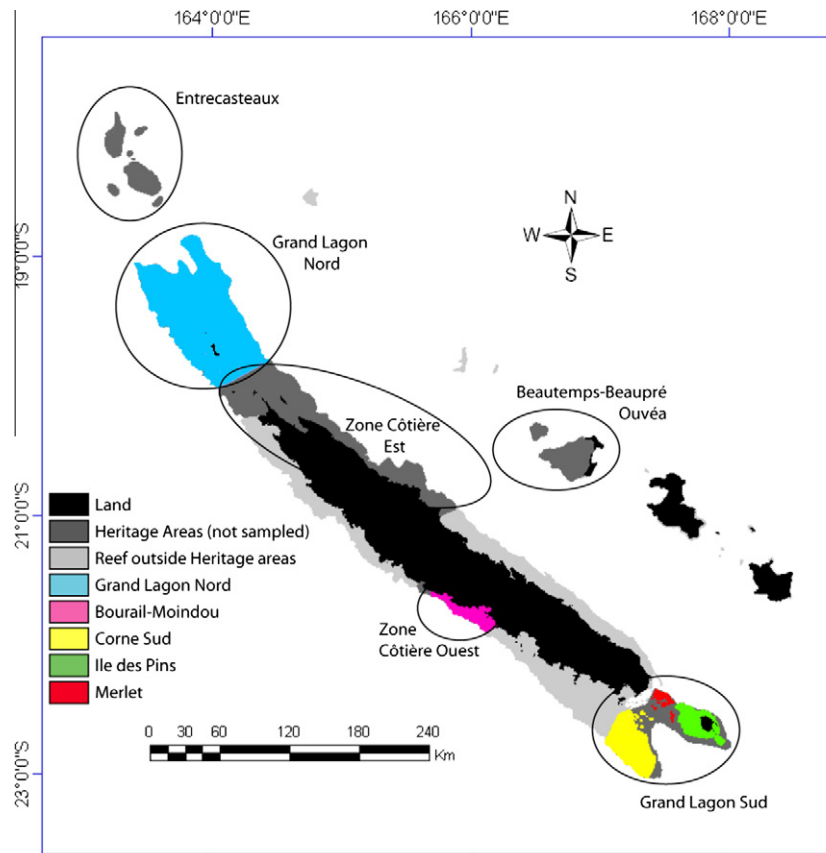 164°0'0"E
166°0'0"E
168°0'0"E
Entrecasteaux
N
W
E
S
Grand Lagon
Nord
19°0'0"S
Beautemps-Beaupré
Ouvéa
Zone Côtière
Est
21°0'0"S
Land
Heritage Areas (not sampled)
Reef outside Heritage areas
Grand Lagon Nord
Bourail-Moindou
Corne Sud
Ile des Pins
Merlet
Zone
Côtière Ouest
0 30 60 120 180 240
Km
23°0'0"S
Grand Lagon Sud